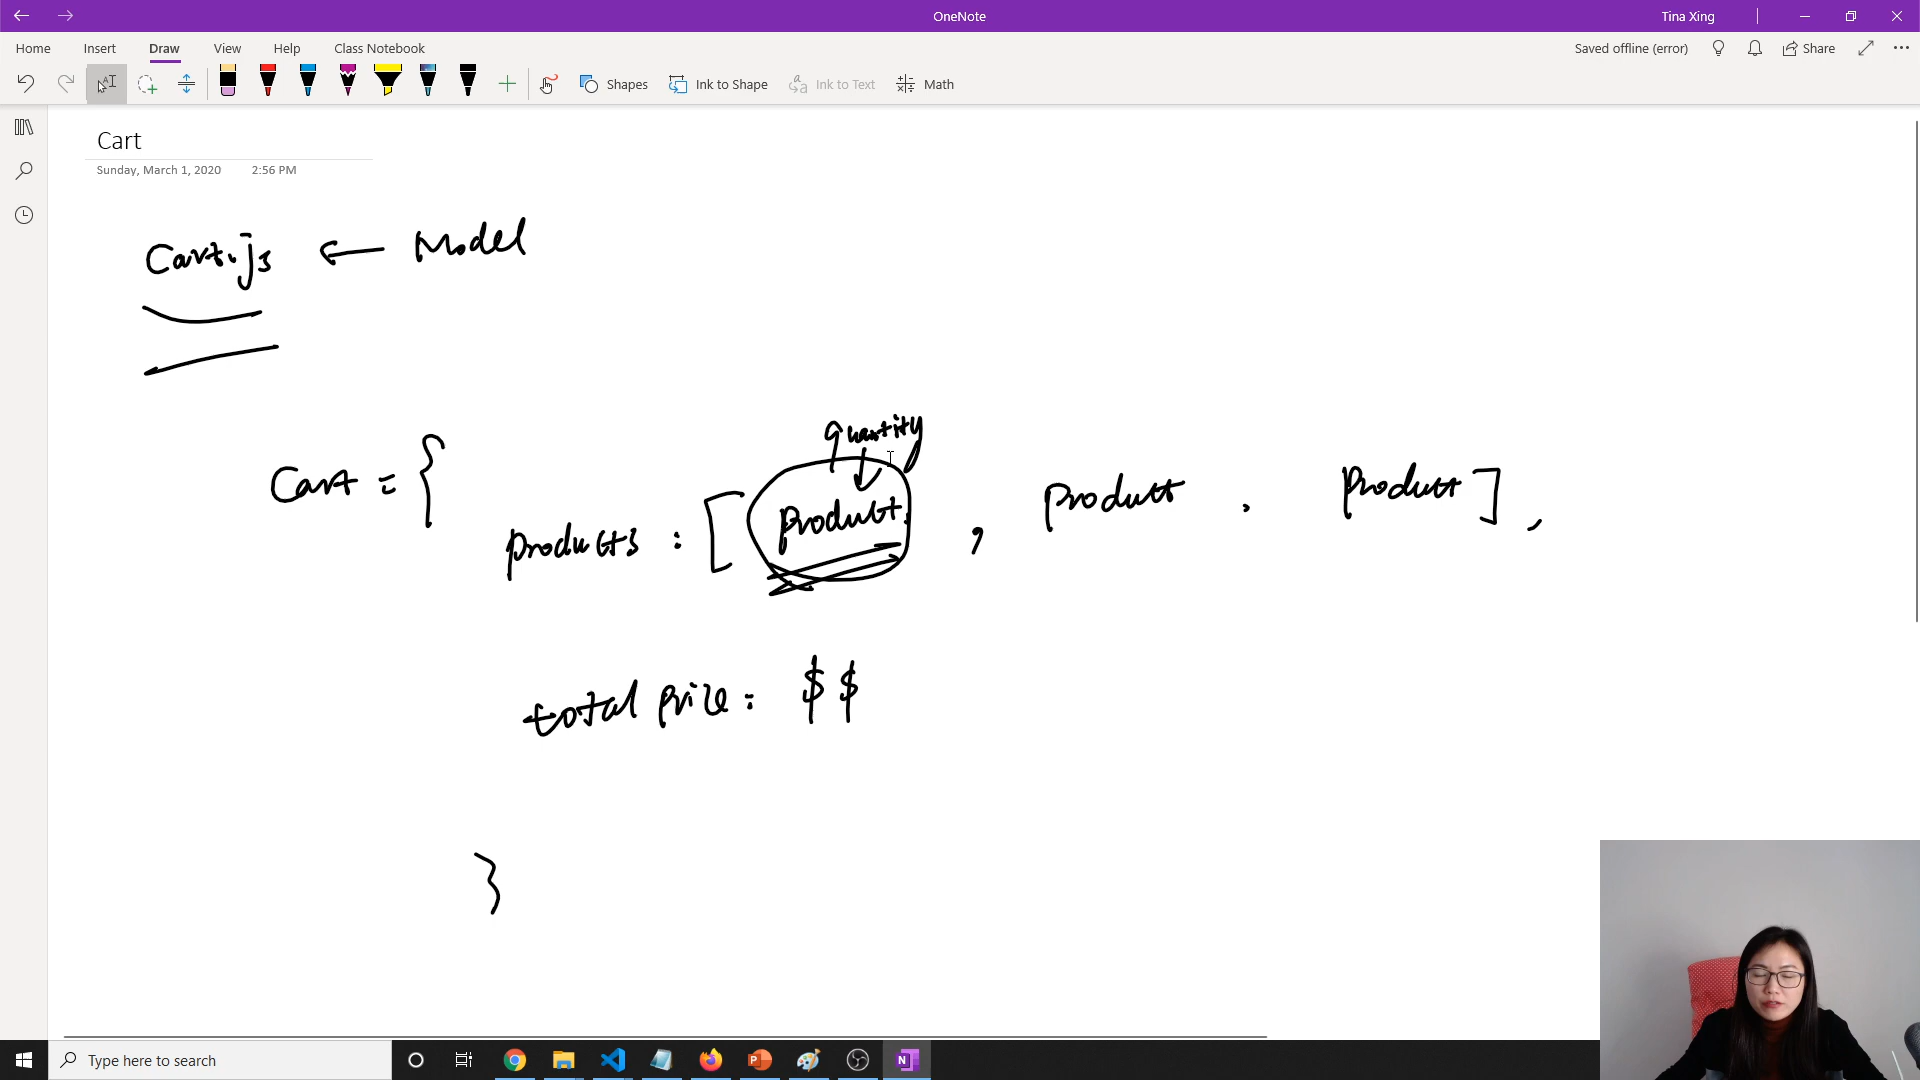 OneNote
Tina Xing
Home Insert Draw View Help Class Notebook
Saved offline (error) Share
Shapes Ink to Shape Ink to Text Math
Cart
Sunday, March 1, 2020 2:56 PM
Cart.js ← Model
Cart = {
quantity
products : [ product , product , product ] ,
total price : $ $
}
Type here to search